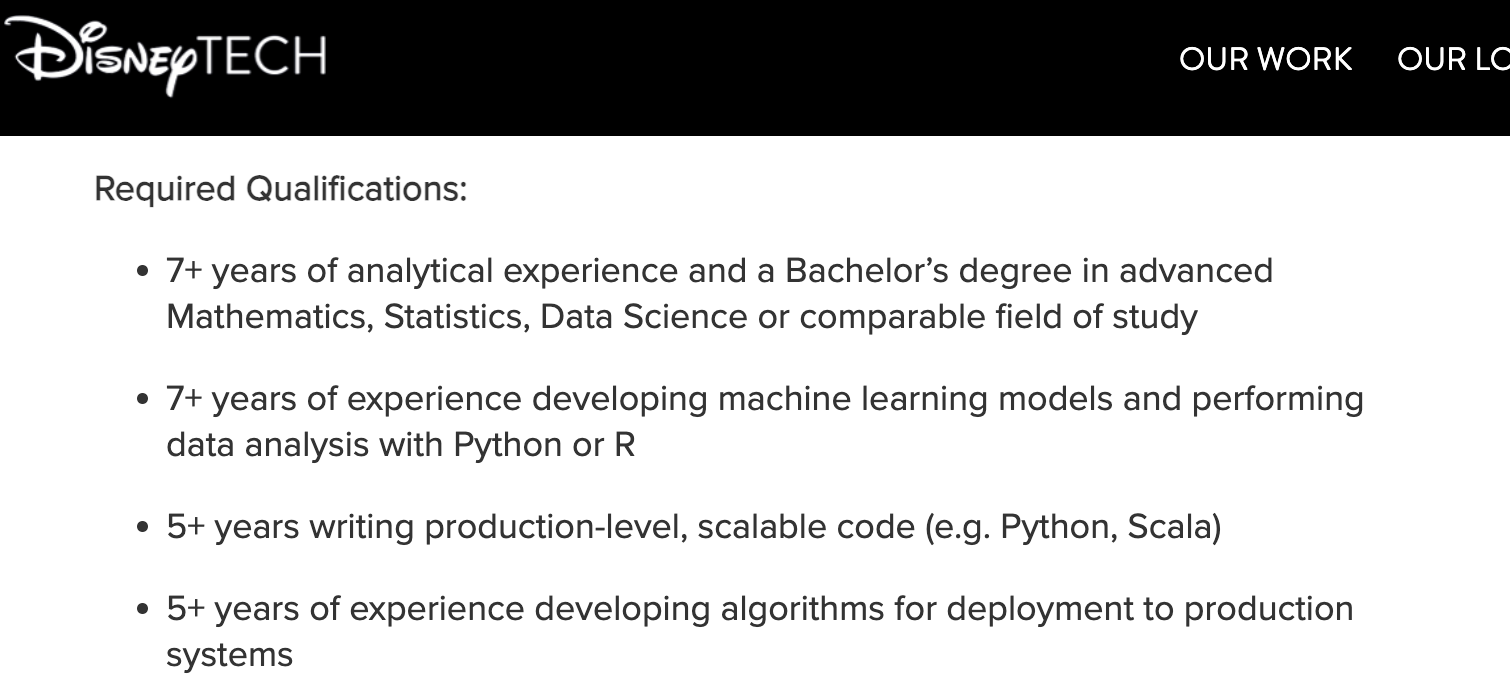 DISNEY TECH
OUR WORK OUR LO
Required Qualifications:
• 7+ years of analytical experience and a Bachelor’s degree in advanced
Mathematics, Statistics, Data Science or comparable field of study
• 7+ years of experience developing machine learning models and performing
data analysis with Python or R
• 5+ years writing production-level, scalable code (e.g. Python, Scala)
• 5+ years of experience developing algorithms for deployment to production
systems